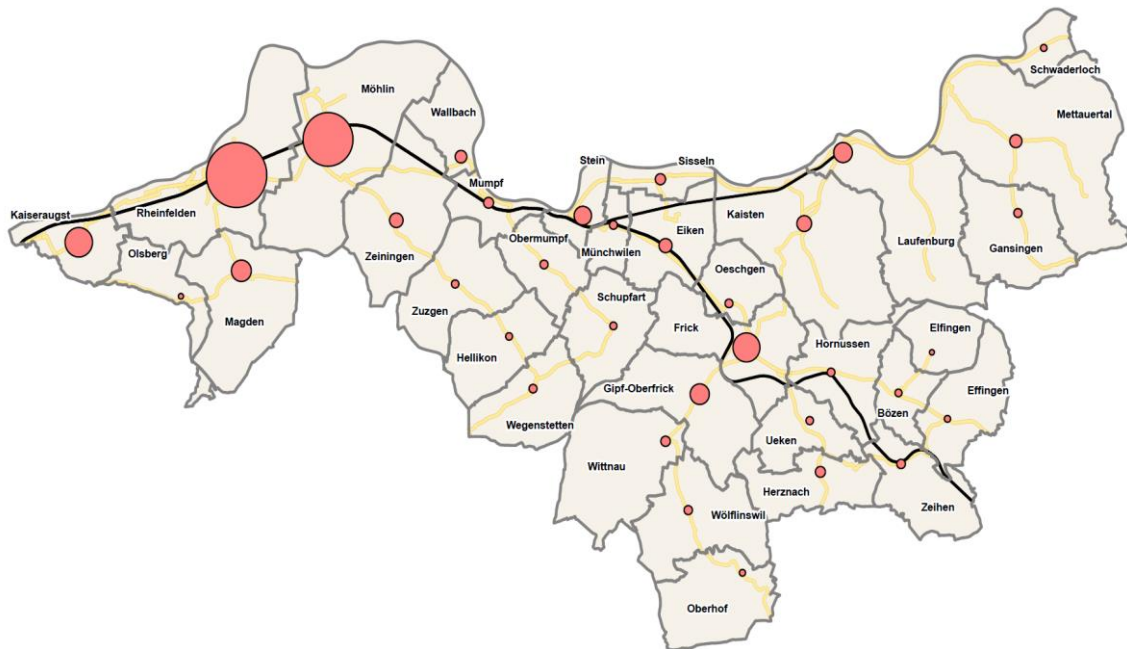 Schwaderloch
Möhlin
Wallbach
Mettauertal
Stein
Sisseln
Mumpf
Kaiseraugst
Rheinfelden
Kaisten
Obermumpf
Eiken
Laufenburg
Gansingen
Olsberg
Zeiningen
Münchwilen
Oeschgen
Schupfart
Zuzgen
Magden
Elfingen
Frick
Hornussen
Hellikon
Gipf-Oberfrick
Effingen
Bözen
Wegenstetten
Ueken
Wittnau
Herznach
Zeihen
Wölflinswil
Oberhof